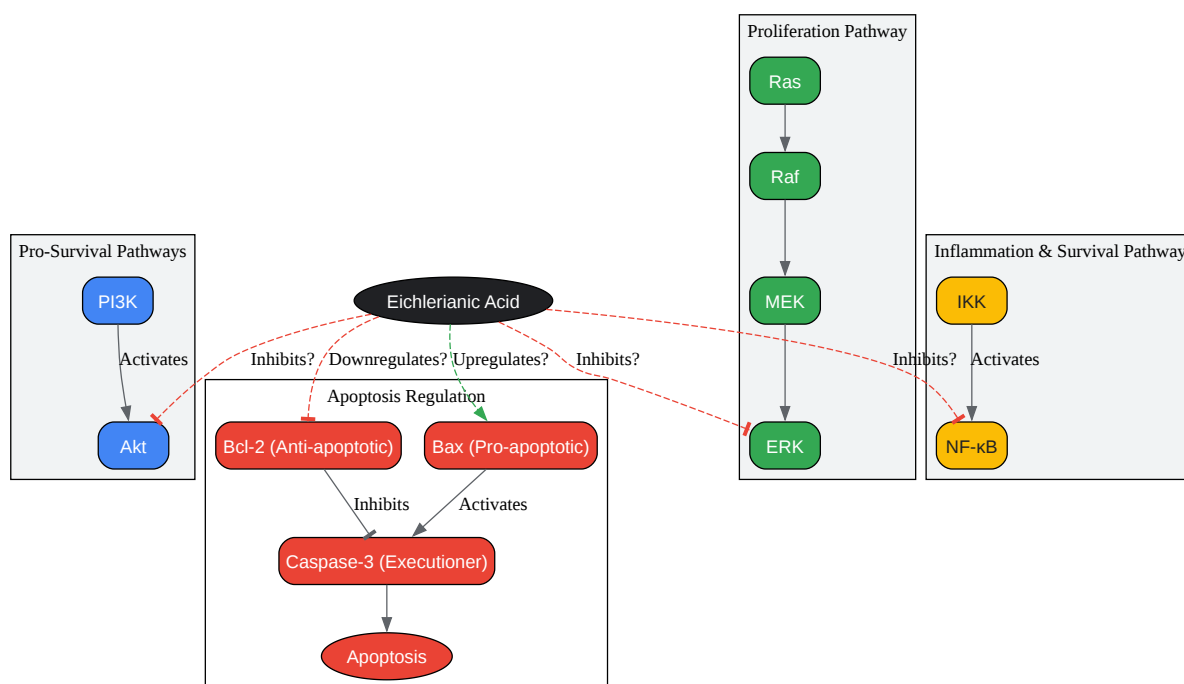 Proliferation Pathway
Ras
Raf
Pro-Survival Pathways
Inflammation & Survival Pathway
PI3K
Eichlerianic Acid
MEK
IKK
Activates
Inhibits?
Downregulates?
Upregulates?
Inhibits?
Inhibits?
Activates
Apoptosis Regulation
Akt
Bcl-2 (Anti-apoptotic)
Bax (Pro-apoptotic)
ERK
NF-κB
Inhibits
Activates
Caspase-3 (Executioner)
Apoptosis